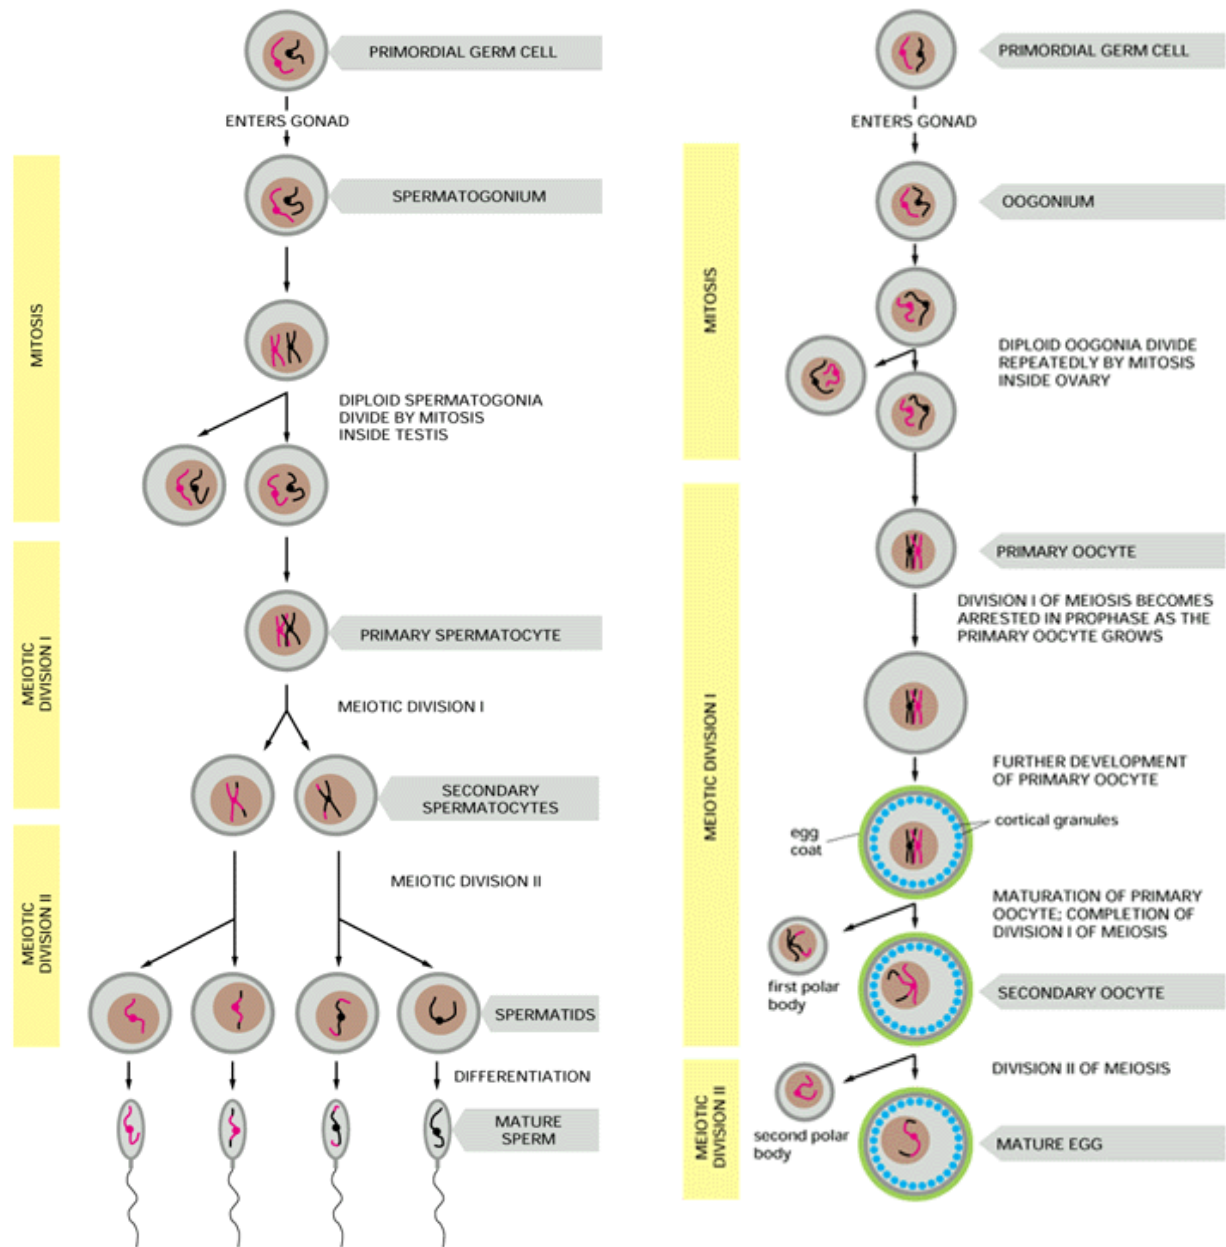 PRIMORDIAL GERM CELL
ENTERS GONAD
MITOSIS
SPERMATOGONIUM
DIPLOID SPERMATOGONIA
DIVIDE BY MITOSIS
INSIDE TESTIS
MEIOTIC
DIVISION I
PRIMARY SPERMATOCYTE
MEIOTIC DIVISION I
SECONDARY
SPERMATOCYTES
MEIOTIC
DIVISION II
MEIOTIC DIVISION II
SPERMATIDS
DIFFERENTIATION
MATURE
SPERM
PRIMORDIAL GERM CELL
ENTERS GONAD
MITOSIS
OOGONIUM
DIPLOID OOGONIA DIVIDE
REPEATEDLY BY MITOSIS
INSIDE OVARY
MEIOTIC DIVISION I
PRIMARY OOCYTE
DIVISION I OF MEIOSIS BECOMES
ARRESTED IN PROPHASE AS THE
PRIMARY OOCYTE GROWS
FURTHER DEVELOPMENT
OF PRIMARY OOCYTE
egg
coat
cortical granules
MATURATION OF PRIMARY
OOCYTE; COMPLETION OF
DIVISION I OF MEIOSIS
first polar
body
SECONDARY OOCYTE
MEIOTIC
DIVISION II
DIVISION II OF MEIOSIS
second polar
body
MATURE EGG